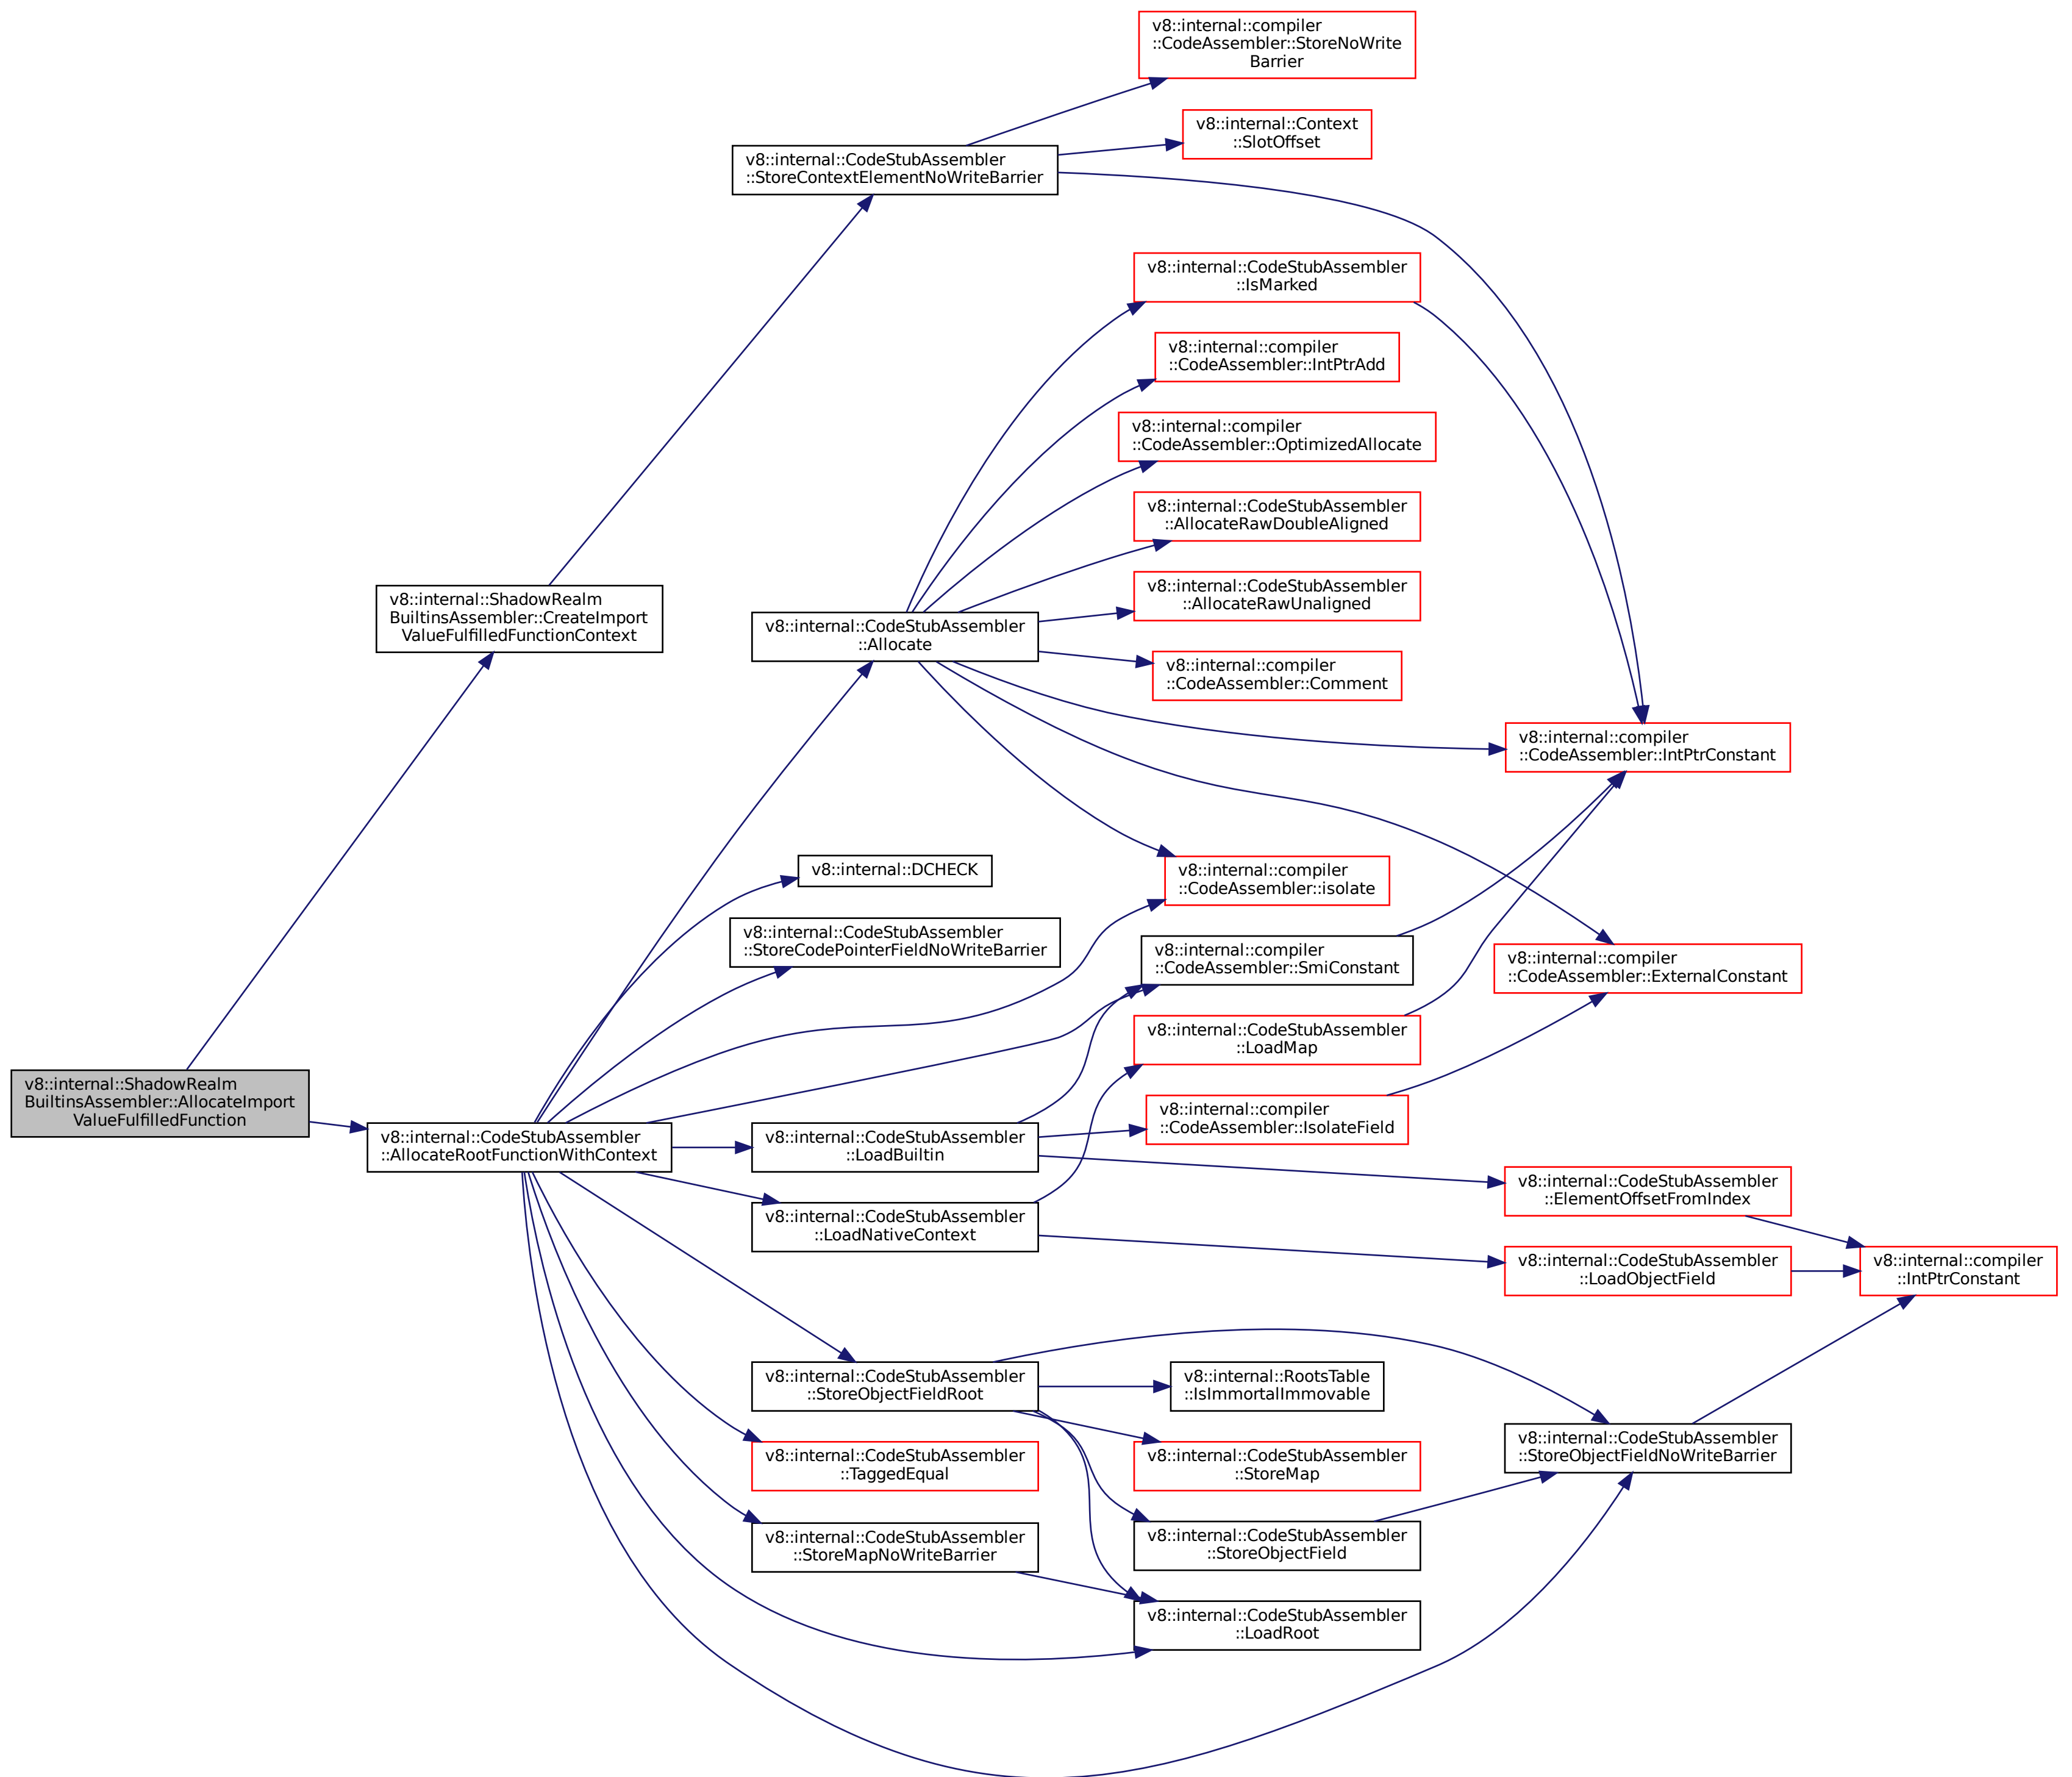 v8::internal::compiler
::CodeAssembler::StoreNoWrite
Barrier
v8::internal::Context
::SlotOffset
v8::internal::CodeStubAssembler
::StoreContextElementNoWriteBarrier
v8::internal::CodeStubAssembler
::IsMarked
v8::internal::compiler
::CodeAssembler::IntPtrAdd
v8::internal::compiler
::CodeAssembler::OptimizedAllocate
v8::internal::CodeStubAssembler
::AllocateRawDoubleAligned
v8::internal::CodeStubAssembler
::AllocateRawUnaligned
v8::internal::ShadowRealm
BuiltinsAssembler::CreateImport
ValueFulfilledFunctionContext
v8::internal::CodeStubAssembler
::Allocate
v8::internal::compiler
::CodeAssembler::Comment
v8::internal::compiler
::CodeAssembler::IntPtrConstant
v8::internal::DCHECK
v8::internal::compiler
::CodeAssembler::isolate
v8::internal::CodeStubAssembler
::StoreCodePointerFieldNoWriteBarrier
v8::internal::compiler
::CodeAssembler::SmiConstant
v8::internal::compiler
::CodeAssembler::ExternalConstant
v8::internal::CodeStubAssembler
::LoadMap
v8::internal::ShadowRealm
BuiltinsAssembler::AllocateImport
ValueFulfilledFunction
v8::internal::compiler
::CodeAssembler::IsolateField
v8::internal::CodeStubAssembler
::AllocateRootFunctionWithContext
v8::internal::CodeStubAssembler
::LoadBuiltin
v8::internal::CodeStubAssembler
::ElementOffsetFromIndex
v8::internal::CodeStubAssembler
::LoadNativeContext
v8::internal::CodeStubAssembler
::LoadObjectField
v8::internal::compiler
::IntPtrConstant
v8::internal::CodeStubAssembler
::StoreObjectFieldRoot
v8::internal::RootsTable
::IsImmortalImmovable
v8::internal::CodeStubAssembler
::StoreObjectFieldNoWriteBarrier
v8::internal::CodeStubAssembler
::TaggedEqual
v8::internal::CodeStubAssembler
::StoreMap
v8::internal::CodeStubAssembler
::StoreMapNoWriteBarrier
v8::internal::CodeStubAssembler
::StoreObjectField
v8::internal::CodeStubAssembler
::LoadRoot